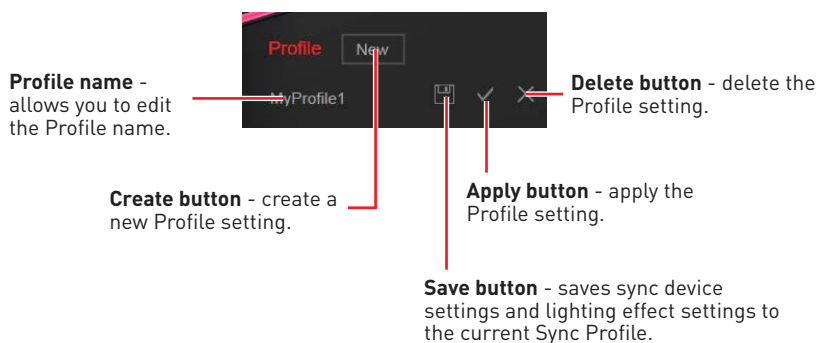 Profile New
MyProfile1
Profile name -
allows you to edit
the Profile name.
Delete button - delete the
Profile setting.
Create button - create a
new Profile setting.
Apply button - apply the
Profile setting.
Save button - saves sync device
settings and lighting effect settings to
the current Sync Profile.